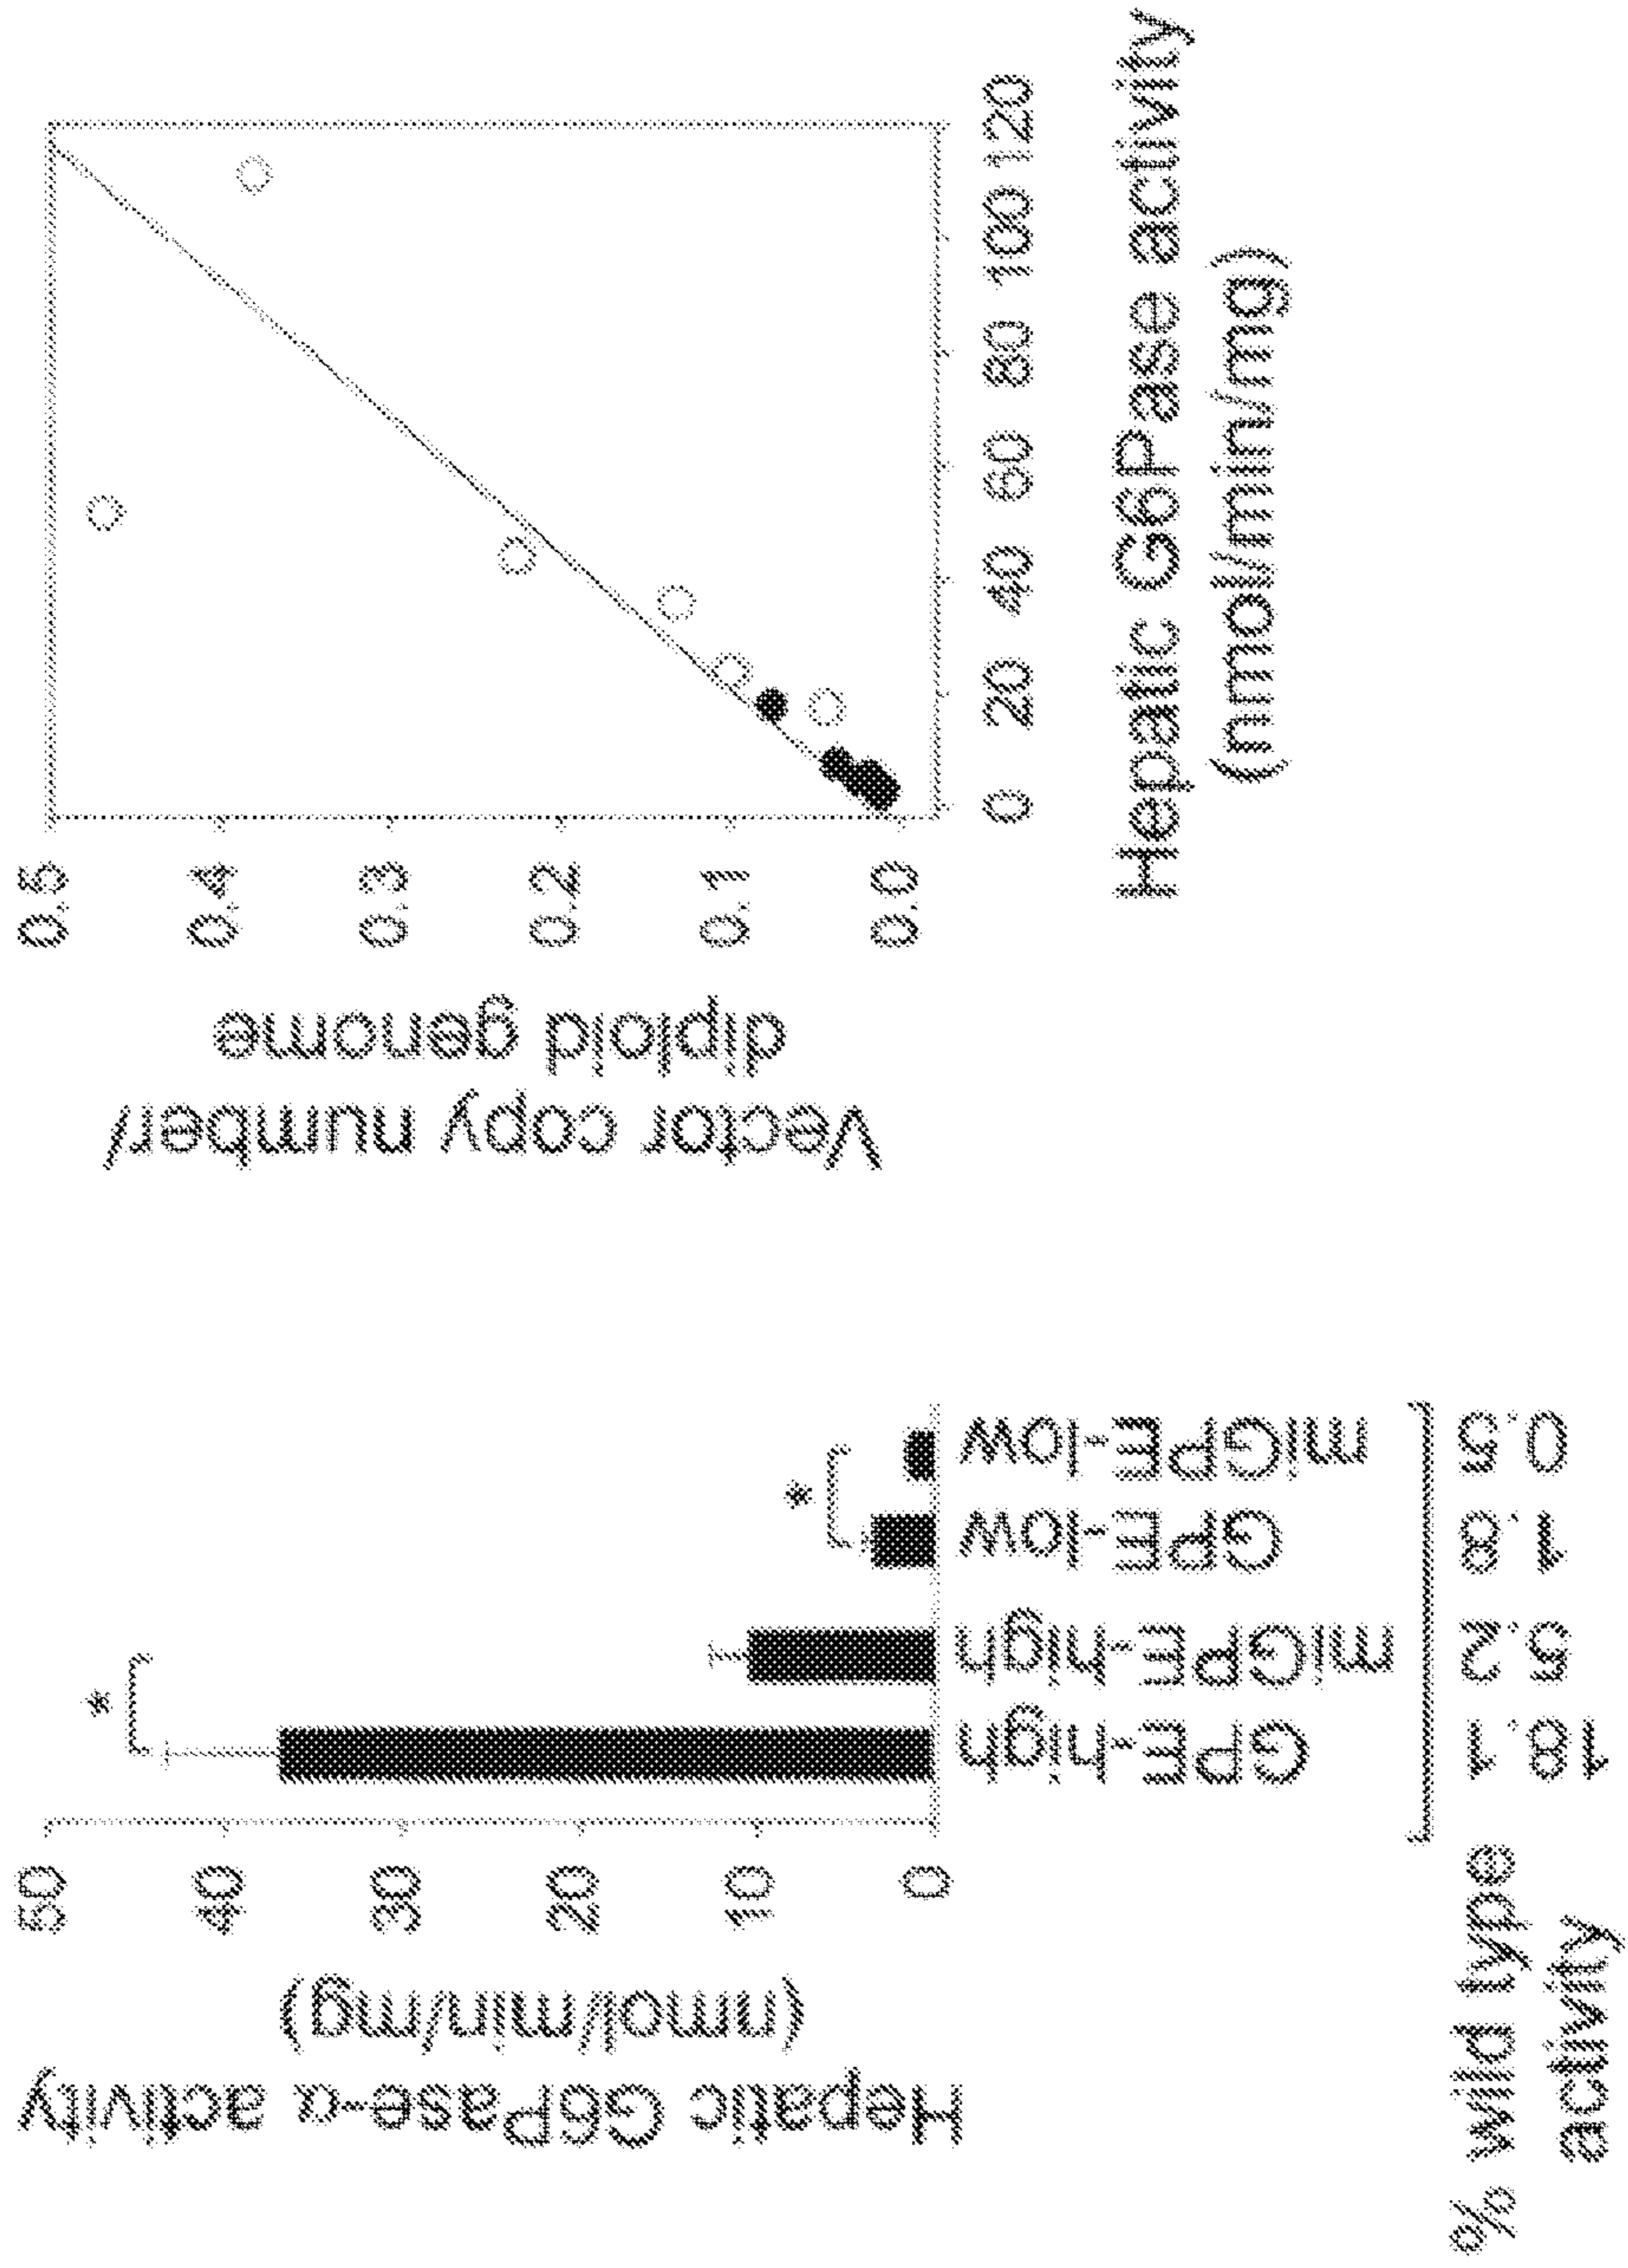 Hepatic G6Pase-α activity
(nmol/min/mg)
50
40
30
20
10
0
*
*
GPE-high
miGPE-high
GPE-low
miGPE-low
% wild type
activity
18.1
5.2
1.8
0.5
Vector copy number/
diploid genome
0.5
0.4
0.3
0.2
0.1
0.0
0 20 40 60 80 100 120
Hepatic G6Pase activity
(nmol/min/mg)